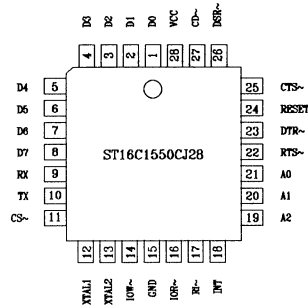 D3 D2 D1 D0 VCC CD~ DSR~
4 3 2 1 28 27 26
D4 5 25 CTS~
D5 6 24 RESET
D6 7 23 DTR~
D7 8 ST16C1550CJ28 22 RTS~
RX 9 21 A0
TX 10 20 A1
CS~ 11 19 A2
12 13 14 15 16 17 18
XTAL1 XTAL2 IOW~ GND IOR~ RI~ INT